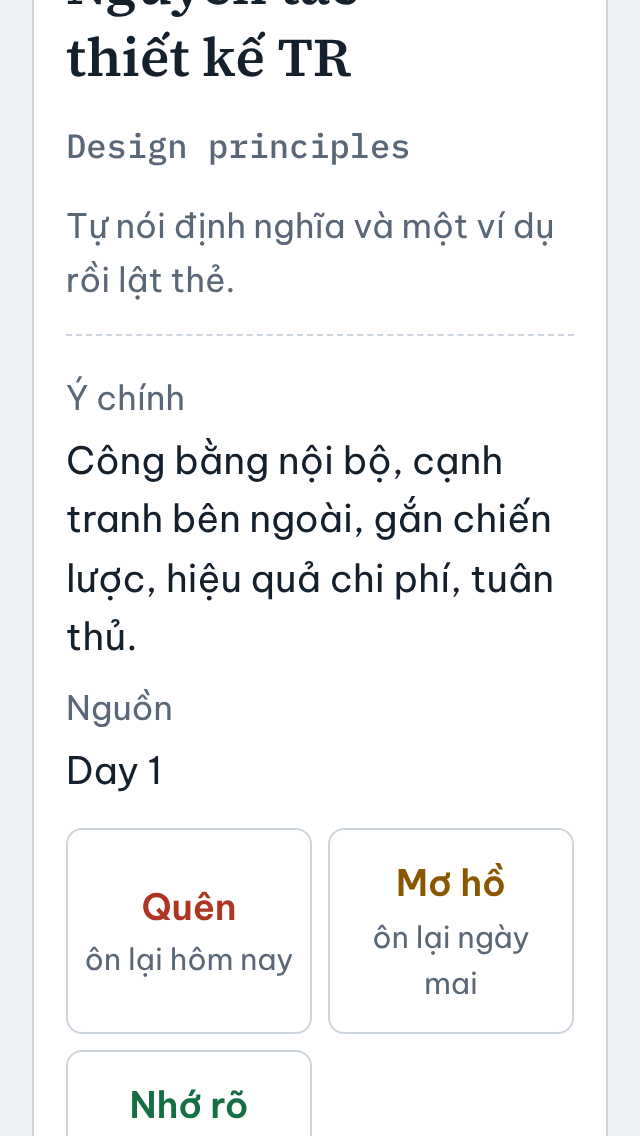 Nguyên tắc
thiết kế TR
Design principles
Tự nói định nghĩa và một ví dụ
rồi lật thẻ.
Ý chính
Công bằng nội bộ, cạnh
tranh bên ngoài, gắn chiến
lược, hiệu quả chi phí, tuân
thủ.
Nguồn
Day 1
Quên
ôn lại hôm nay
Mơ hồ
ôn lại ngày
mai
Nhớ rõ